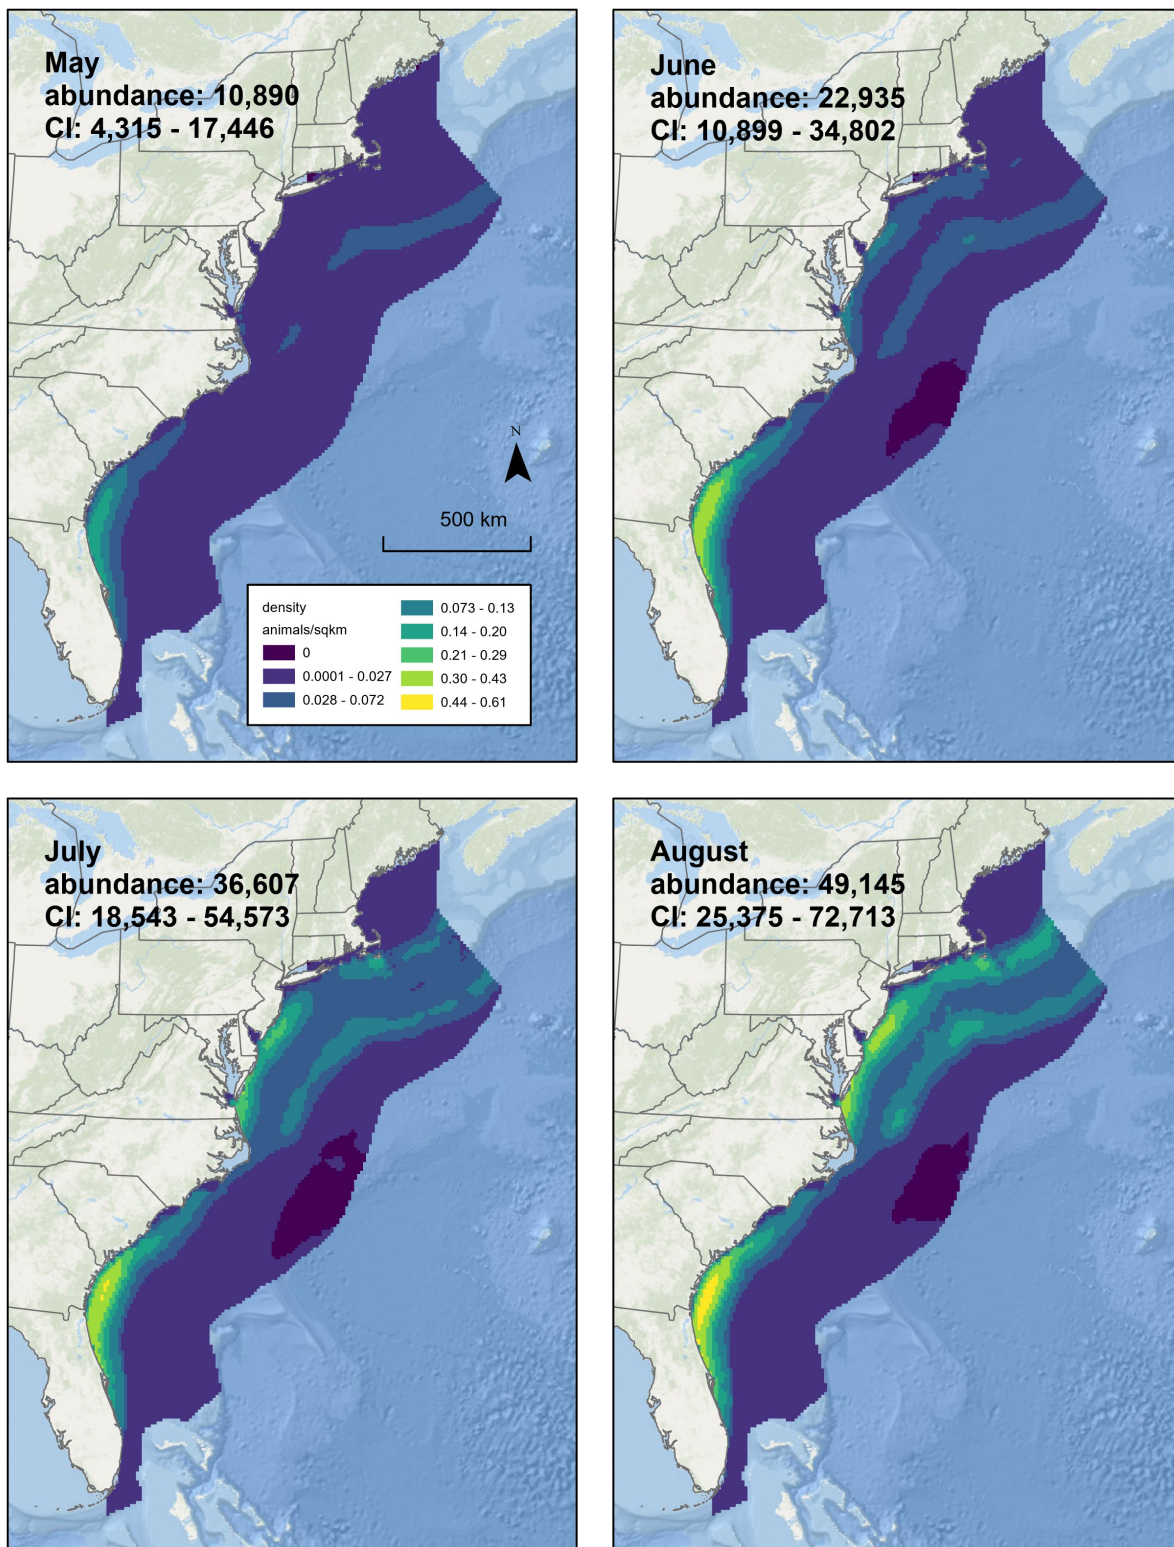 May
abundance: 10,890
CI: 4,315 - 17,446
N
500 km
density
animals/sqkm
0
0.0001 - 0.027
0.028 - 0.072
0.073 - 0.13
0.14 - 0.20
0.21 - 0.29
0.30 - 0.43
0.44 - 0.61
June
abundance: 22,935
CI: 10,899 - 34,802
July
abundance: 36,607
CI: 18,543 - 54,573
August
abundance: 49,145
CI: 25,375 - 72,713